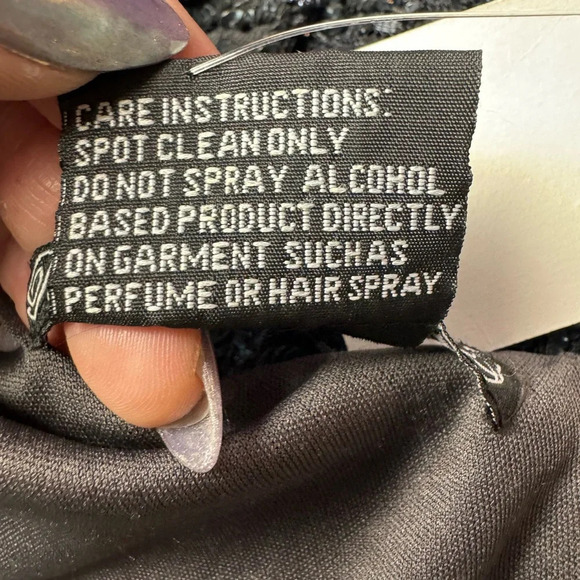 CARE INSTRUCTIONS:
SPOT CLEAN ONLY
DO NOT SPRAY ALCOHOL
BASED PRODUCT DIRECTLY
ON GARMENT SUCH AS
PERFUME OR HAIR SPRAY